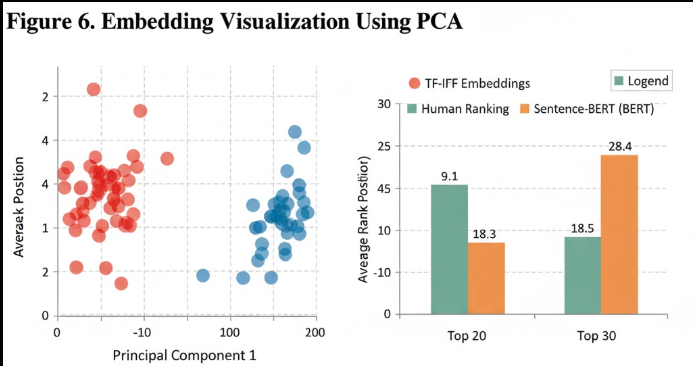 Figure 6. Embedding Visualization Using PCA
Averaek Postion
2
4
4
1
2
0
0
-10
100
200
Principal Component 1
TF-IFF Embeddings
Logend
Human Ranking
Sentence-BERT (BERT)
Aveyage Rank Position)
30
25
45
10
-10
0
9.1
18.3
18.5
28.4
Top 20
Top 30